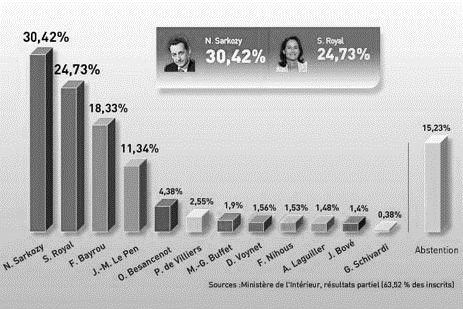 N. Sarkozy
30,42%
S. Royal
24,73%
30,42%
24,73%
18,33%
11,34%
4,38%
2,55%
1,9%
1,56%
1,53%
1,48%
1,4%
0,38%
15,23%
N. Sarkozy
S. Royal
F. Bayrou
J.-M. Le Pen
O. Besancenot
P. de Villiers
M.-G. Buffet
D. Voynet
F. Nihous
A. Laguiller
J. Bové
G. Schivardi
Abstention
Sources :Ministère de l'Intérieur, résultats partiel (63,52 % des inscrits)